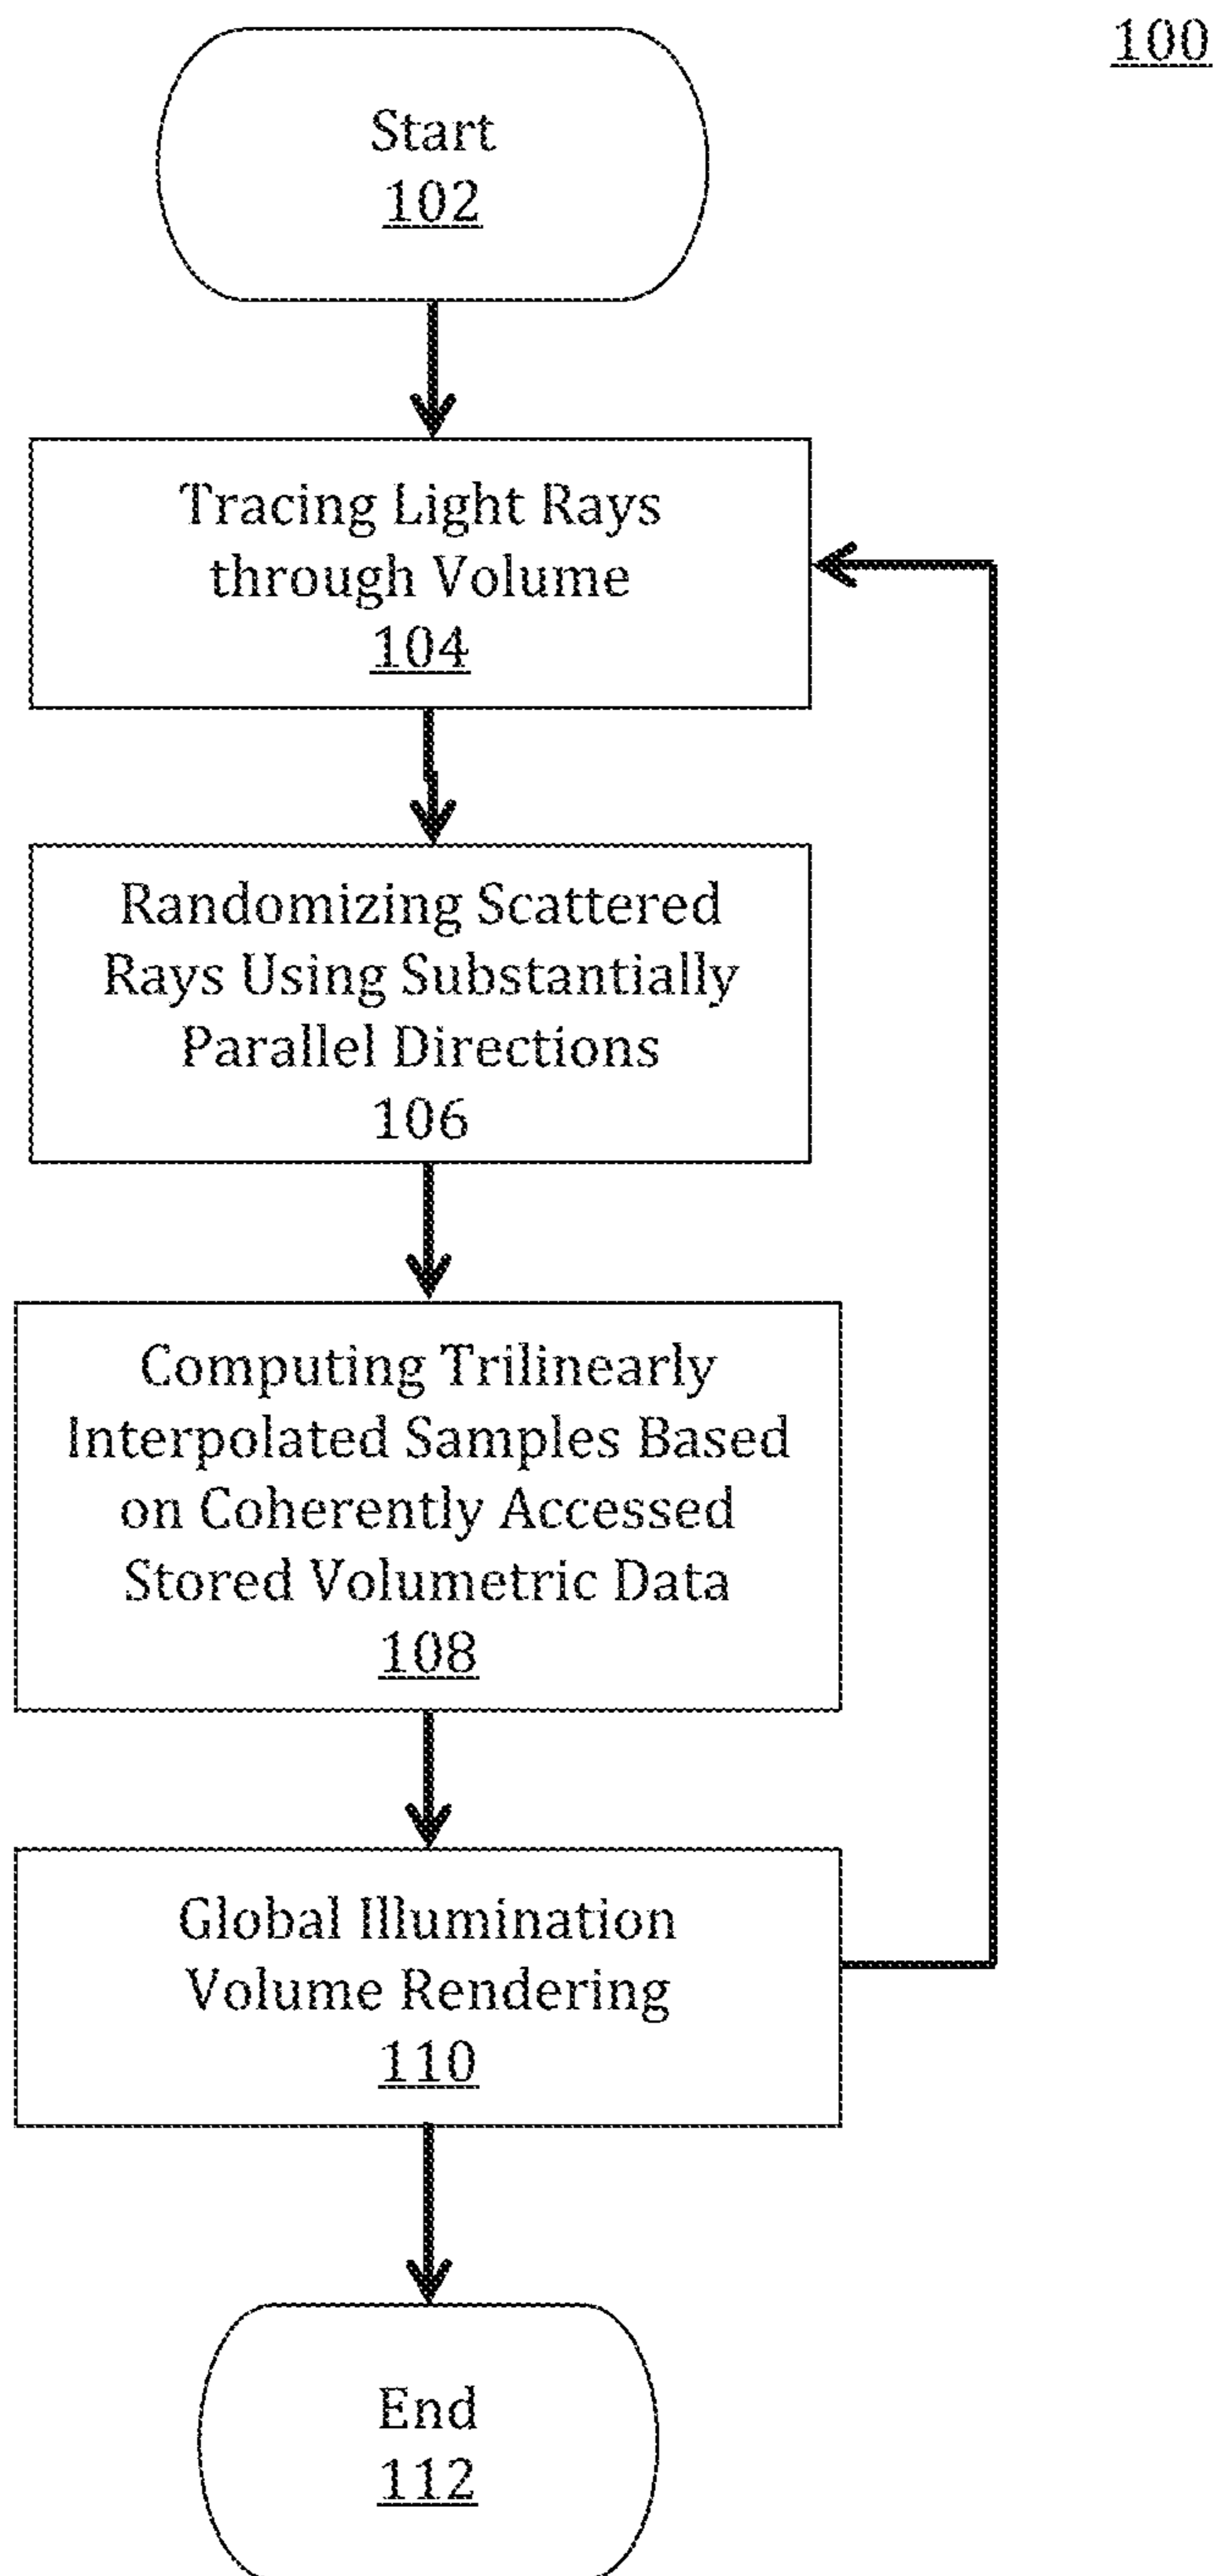 100
Start
102
Tracing Light Rays
through Volume
104
Randomizing Scattered
Rays Using Substantially
Parallel Directions
106
Computing Trilinearly
Interpolated Samples Based
on Coherently Accessed
Stored Volumetric Data
108
Global Illumination
Volume Rendering
110
End
112